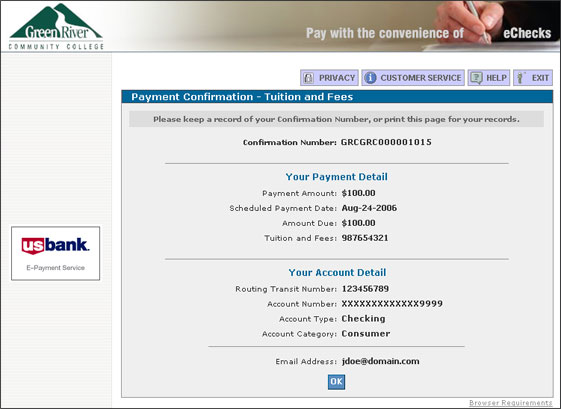 Green River
COMMUNITY COLLEGE
Pay with the convenience of eChecks
PRIVACY
CUSTOMER SERVICE
HELP
EXIT
Payment Confirmation - Tuition and Fees
Please keep a record of your Confirmation Number, or print this page for your records.
Confirmation Number: GRCGRC000001015
Your Payment Detail
Payment Amount: $100.00
Scheduled Payment Date: Aug-24-2006
Amount Due: $100.00
Tuition and Fees: 987654321
usbank.
E-Payment Service
Your Account Detail
Routing Transit Number: 123456789
Account Number: XXXXXXXXXXXXX9999
Account Type: Checking
Account Category: Consumer
Email Address: jdoe@domain.com
OK
Browser Requirements